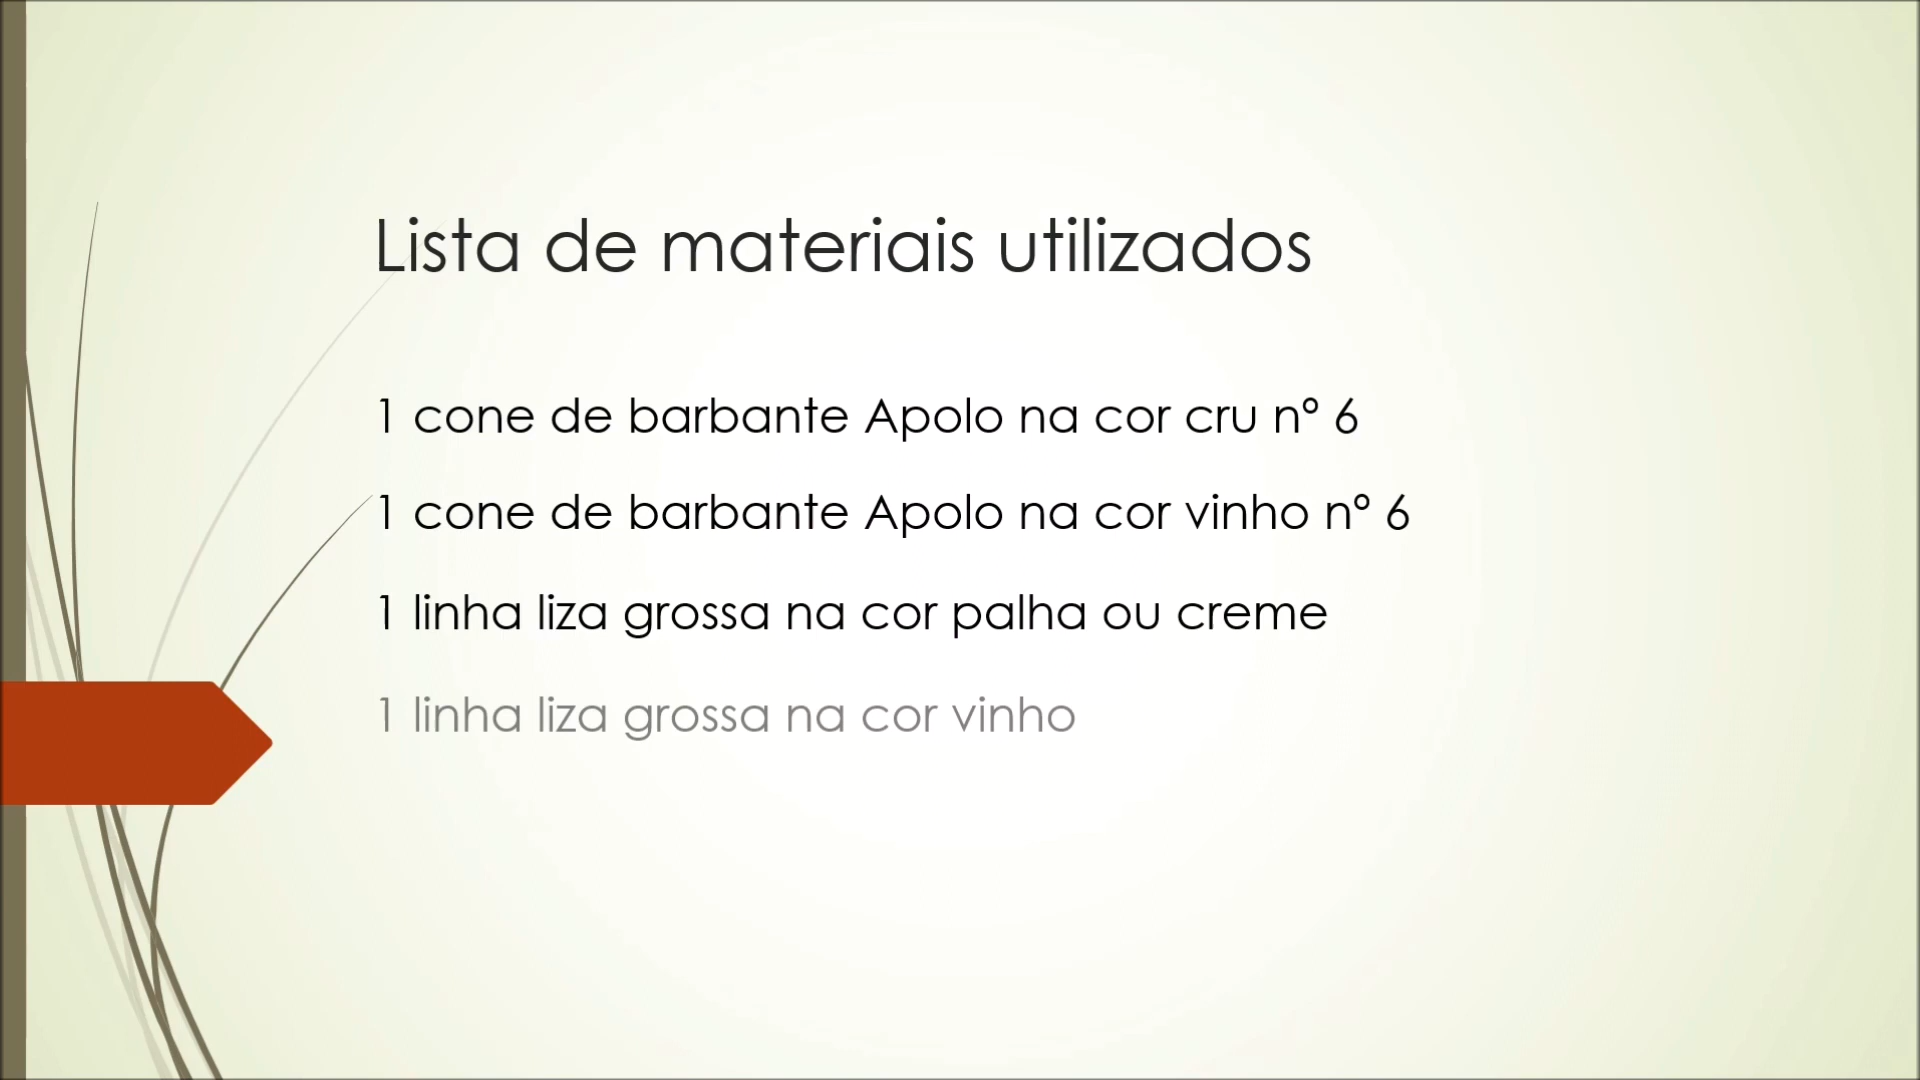 Lista de materiais utilizados
1 cone de barbante Apolo na cor cru nº 6
1 cone de barbante Apolo na cor vinho nº 6
1 linha liza grossa na cor palha ou creme
1 linha liza grossa na cor vinho